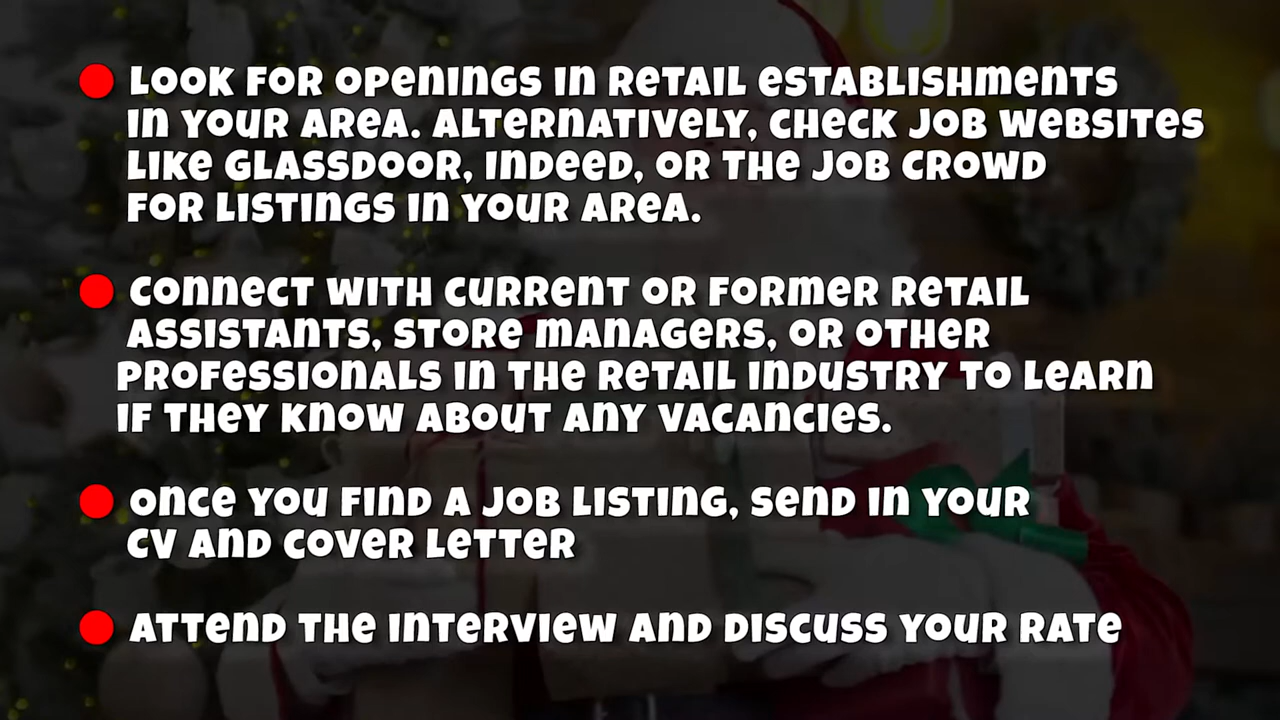 LOOK FOR OPENINGS IN RETAIL ESTABLISHMENTS
IN YOUR AREA. ALTERNATIVELY, CHECK JOB WEBSITES
LIKE GLASSDOOR, INDEED, OR THE JOB CROWD
FOR LISTINGS IN YOUR AREA.
CONNECT WITH CURRENT OR FORMER RETAIL
ASSISTANTS, STORE MANAGERS, OR OTHER
PROFESSIONALS IN THE RETAIL INDUSTRY TO LEARN
IF THEY KNOW ABOUT ANY VACANCIES.
ONCE YOU FIND A JOB LISTING, SEND IN YOUR
CV AND COVER LETTER
ATTEND THE INTERVIEW AND DISCUSS YOUR RATE